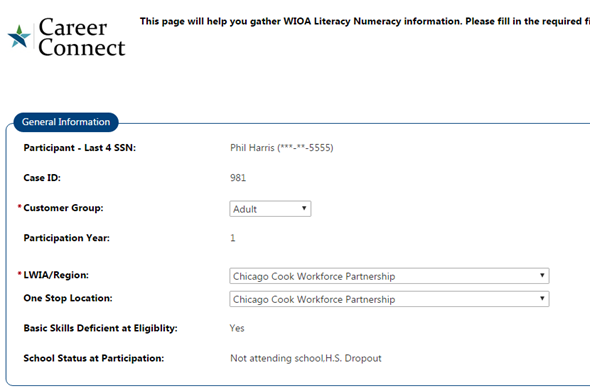 Career
Connect
This page will help you gather WIOA Literacy Numeracy information. Please fill in the required
General Information
Participant - Last 4 SSN: Phil Harris (***-**-5555)
Case ID: 981
*Customer Group: Adult
Participation Year: 1
*LWIA/Region: Chicago Cook Workforce Partnership
One Stop Location: Chicago Cook Workforce Partnership
Basic Skills Deficient at Eligiblity: Yes
School Status at Participation: Not attending school,H.S. Dropout